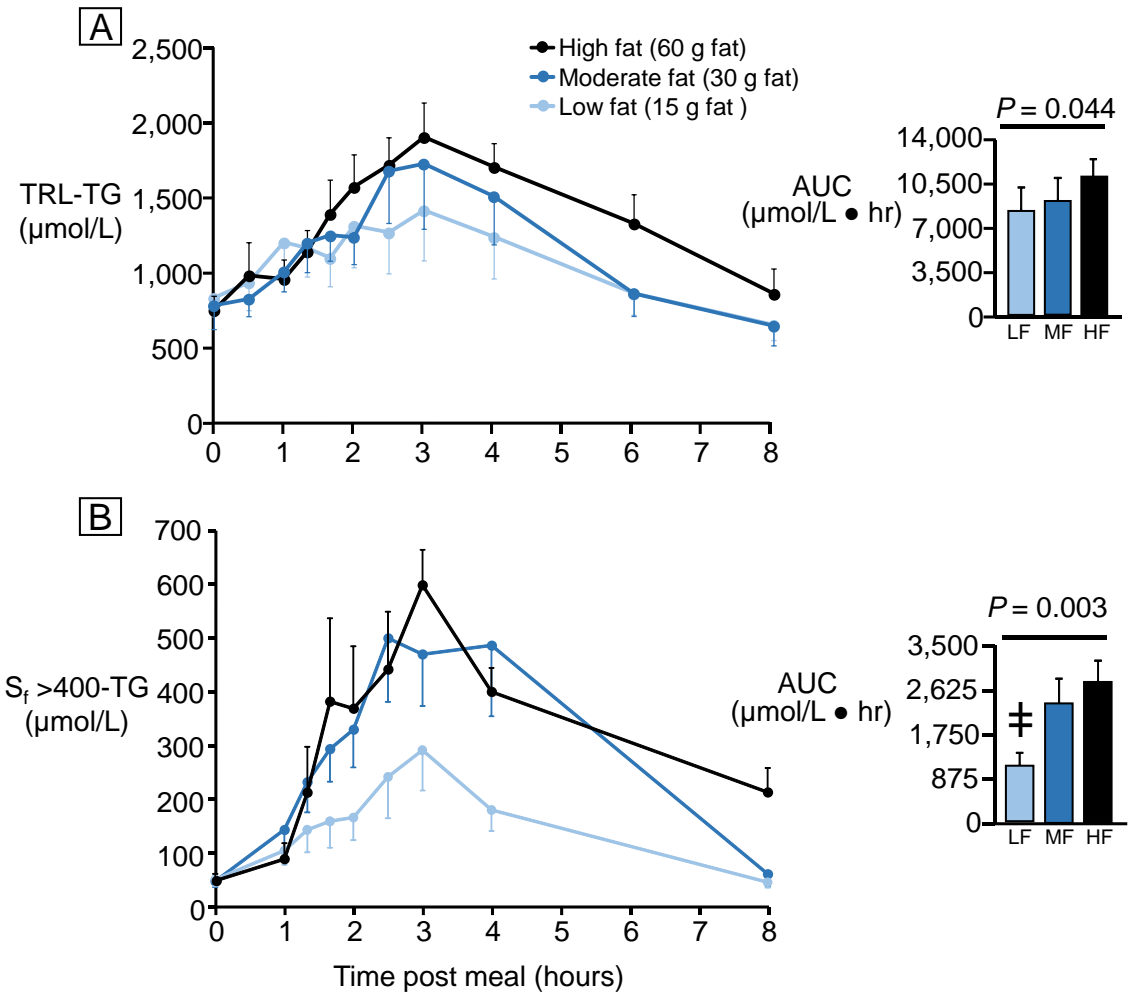 A
2,500
2,000
1,500
1,000
500
0
TRL-TG
(μmol/L)
High fat (60 g fat)
Moderate fat (30 g fat)
Low fat (15 g fat )
0 1 2 3 4 5 6 7 8
P = 0.044
AUC
(μmol/L ● hr)
14,000
10,500
7,000
3,500
0
LF MF HF
B
700
600
500
400
300
200
100
0
Sf >400-TG
(μmol/L)
0 1 2 3 4 5 6 7 8
Time post meal (hours)
P = 0.003
AUC
(μmol/L ● hr)
3,500
2,625
1,750
875
0
‡
LF MF HF